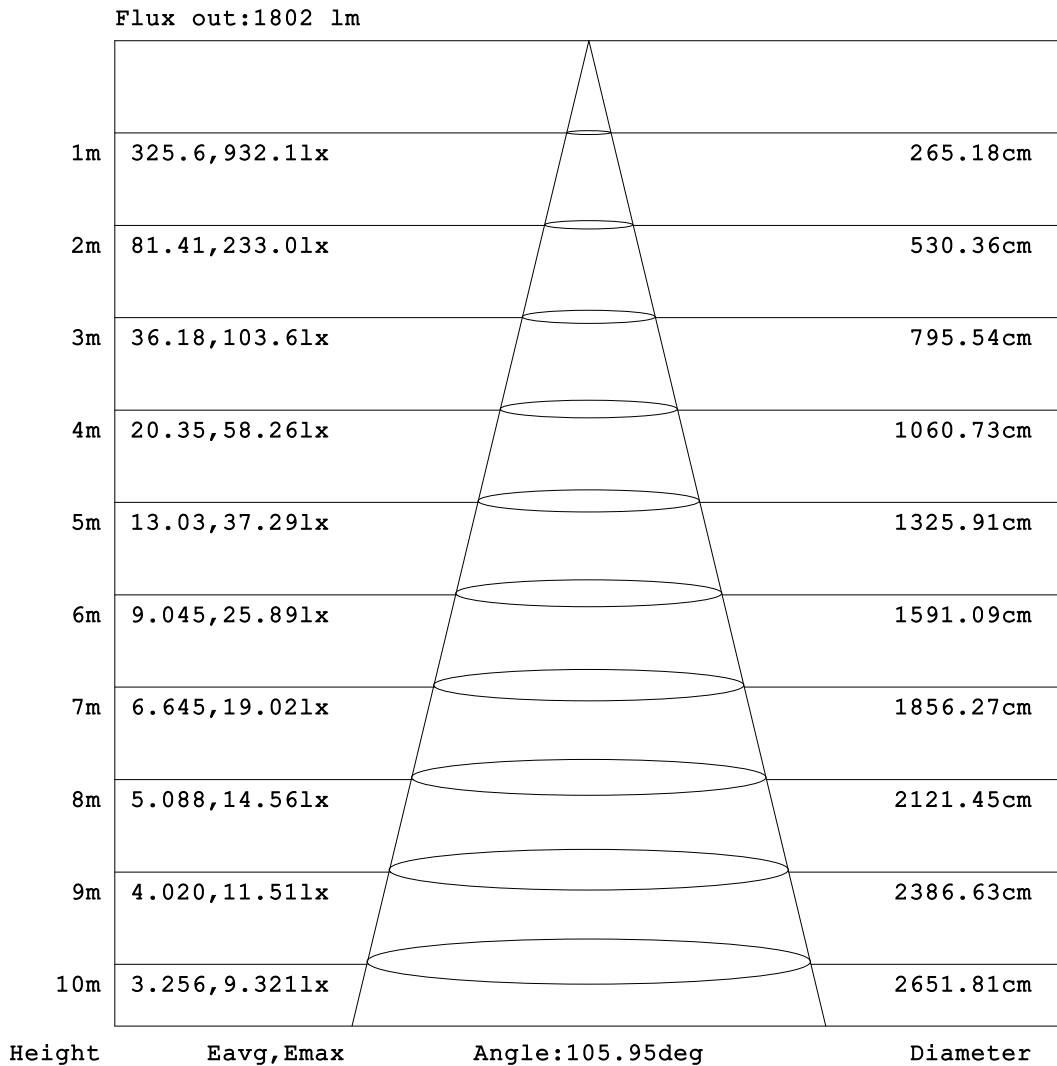 Flux out:1802 lm
1m 325.6,932.1lx 265.18cm
2m 81.41,233.0lx 530.36cm
3m 36.18,103.6lx 795.54cm
4m 20.35,58.26lx 1060.73cm
5m 13.03,37.29lx 1325.91cm
6m 9.045,25.89lx 1591.09cm
7m 6.645,19.02lx 1856.27cm
8m 5.088,14.56lx 2121.45cm
9m 4.020,11.51lx 2386.63cm
10m 3.256,9.321lx 2651.81cm
Height Eavg,Emax Angle:105.95deg Diameter